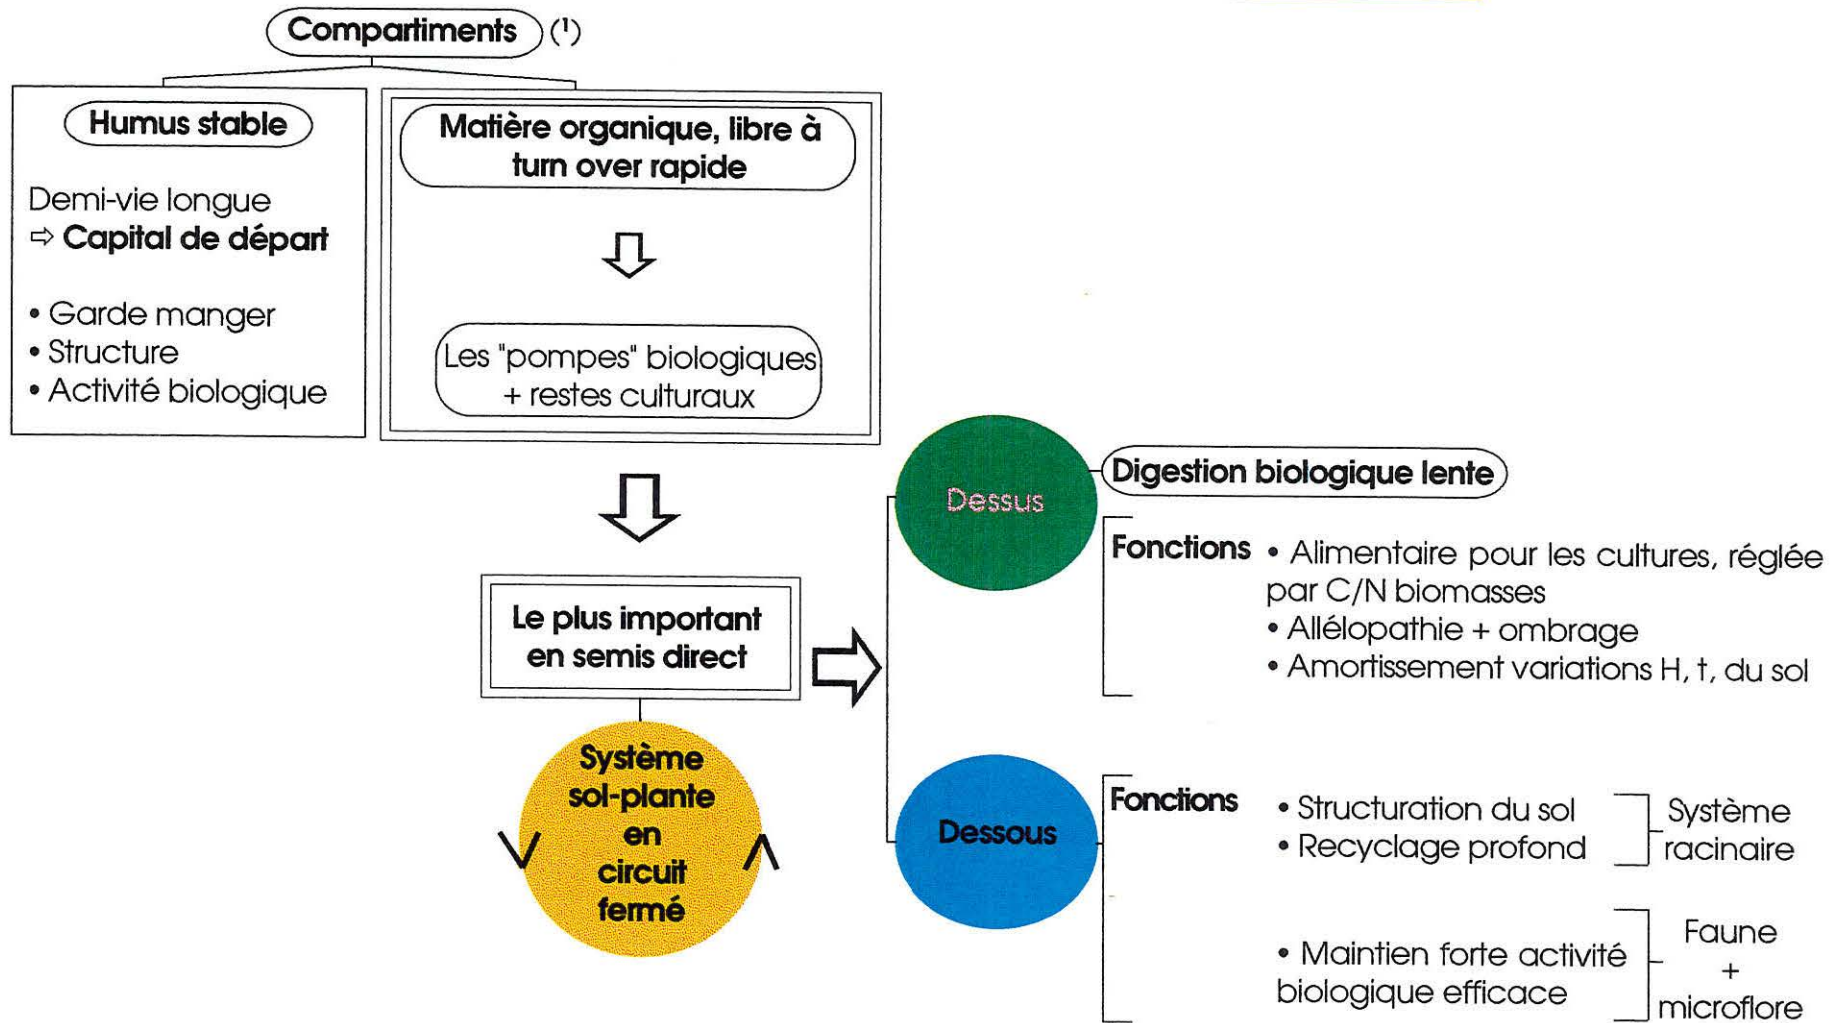 Compartiments (¹)
Humus stable
Demi-vie longue
⇨ Capital de départ
• Garde manger
• Structure
• Activité biologique
Matière organique, libre à
turn over rapide
Les "pompes" biologiques
+ restes culturaux
Le plus important
en semis direct
Système
sol-plante
en
circuit
fermé
Dessus
Digestion biologique lente
Fonctions • Alimentaire pour les cultures, réglée
par C/N biomasses
• Allélopathie + ombrage
• Amortissement variations H, t, du sol
Dessous
Fonctions
• Structuration du sol
• Recyclage profond
Système
racinaire
• Maintien forte activité
biologique efficace
Faune
+
microflore